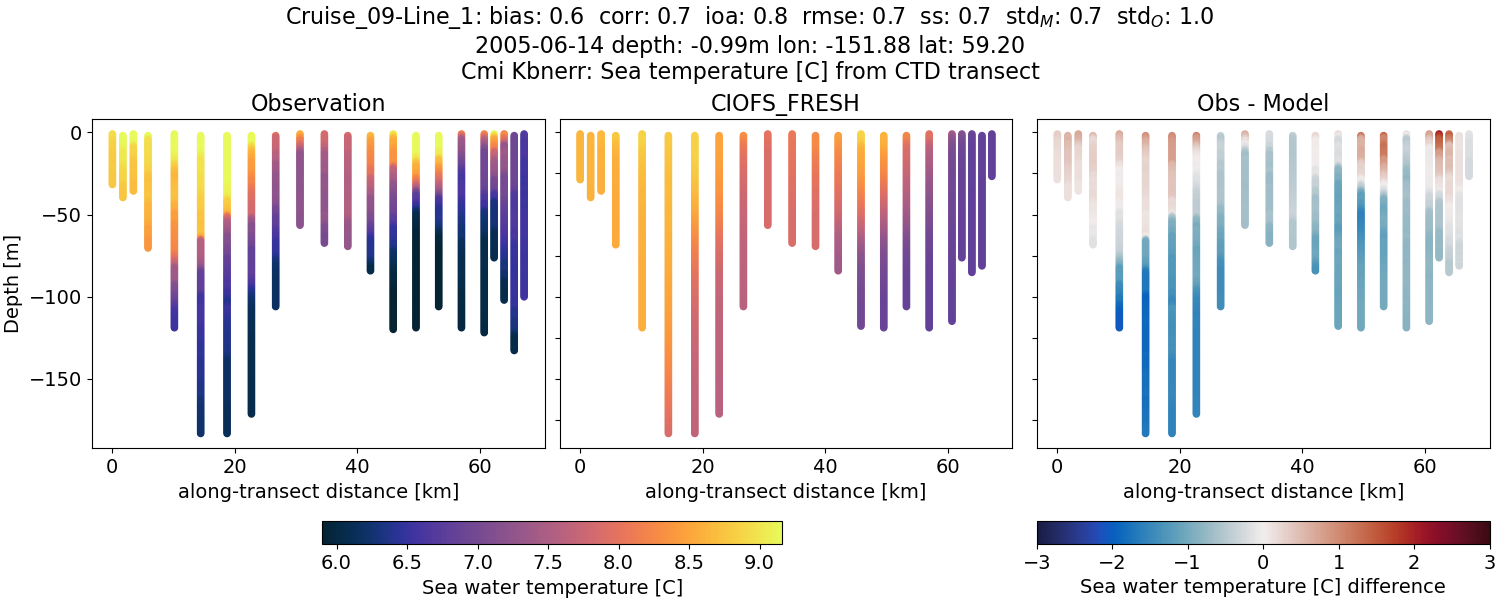 Cruise_09-Line_1: bias: 0.6  corr: 0.7  ioa: 0.8  rmse: 0.7  ss: 0.7  std_M: 0.7  std_O: 1.0
2005-06-14 depth: -0.99m lon: -151.88 lat: 59.20
Cmi Kbnerr: Sea temperature [C] from CTD transect
Observation
CIOFS_FRESH
Obs - Model
Depth [m]
0
−50
−100
−150
0 20 40 60
0 20 40 60
0 20 40 60
along-transect distance [km]
along-transect distance [km]
along-transect distance [km]
6.0 6.5 7.0 7.5 8.0 8.5 9.0
Sea water temperature [C]
−3 −2 −1 0 1 2 3
Sea water temperature [C] difference